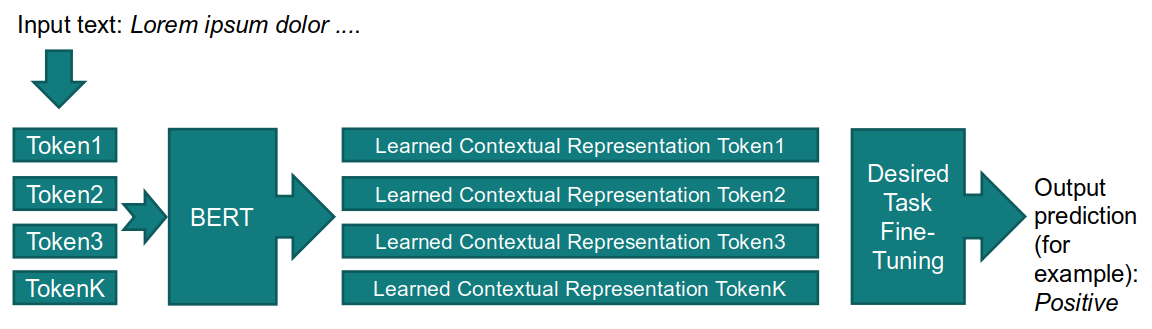 Input text: Lorem ipsum dolor ....
Token1
Token2
Token3
TokenK
BERT
Learned Contextual Representation Token1
Learned Contextual Representation Token2
Learned Contextual Representation Token3
Learned Contextual Representation TokenK
Desired
Task
Fine-
Tuning
Output
prediction
(for
example):
Positive